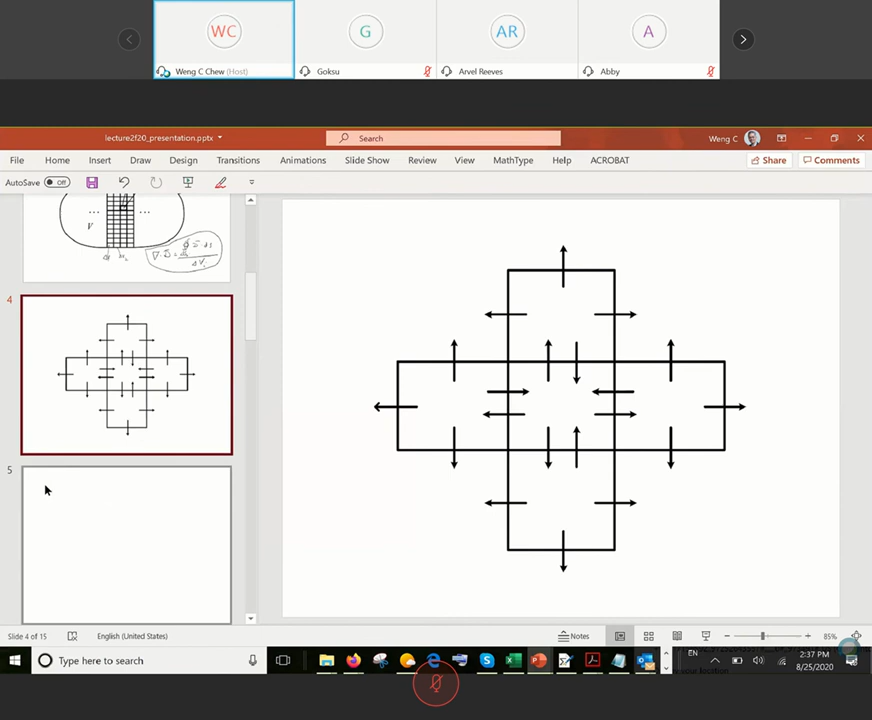 WC
G
AR
A
Weng C Chew (Host)
Goksu
Arvel Reeves
Abby
lecture2f20_presentation.pptx
Search
Weng C
File Home Insert Draw Design Transitions Animations Slide Show Review View MathType Help ACROBAT
Share
Comments
AutoSave Off
V
4
5
Slide 4 of 15
English (United States)
Notes
85%
Type here to search
EN
2:37 PM
8/25/2020